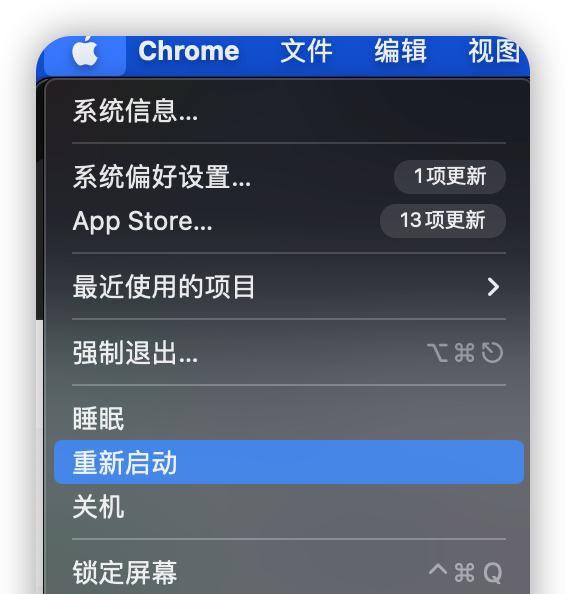 Chrome 文件 编辑 视图
系统信息...
系统偏好设置... 1项更新
App Store... 13项更新
最近使用的项目
强制退出... ⌥⌘⎋
睡眠
重新启动
关机
锁定屏幕 ^⌘Q